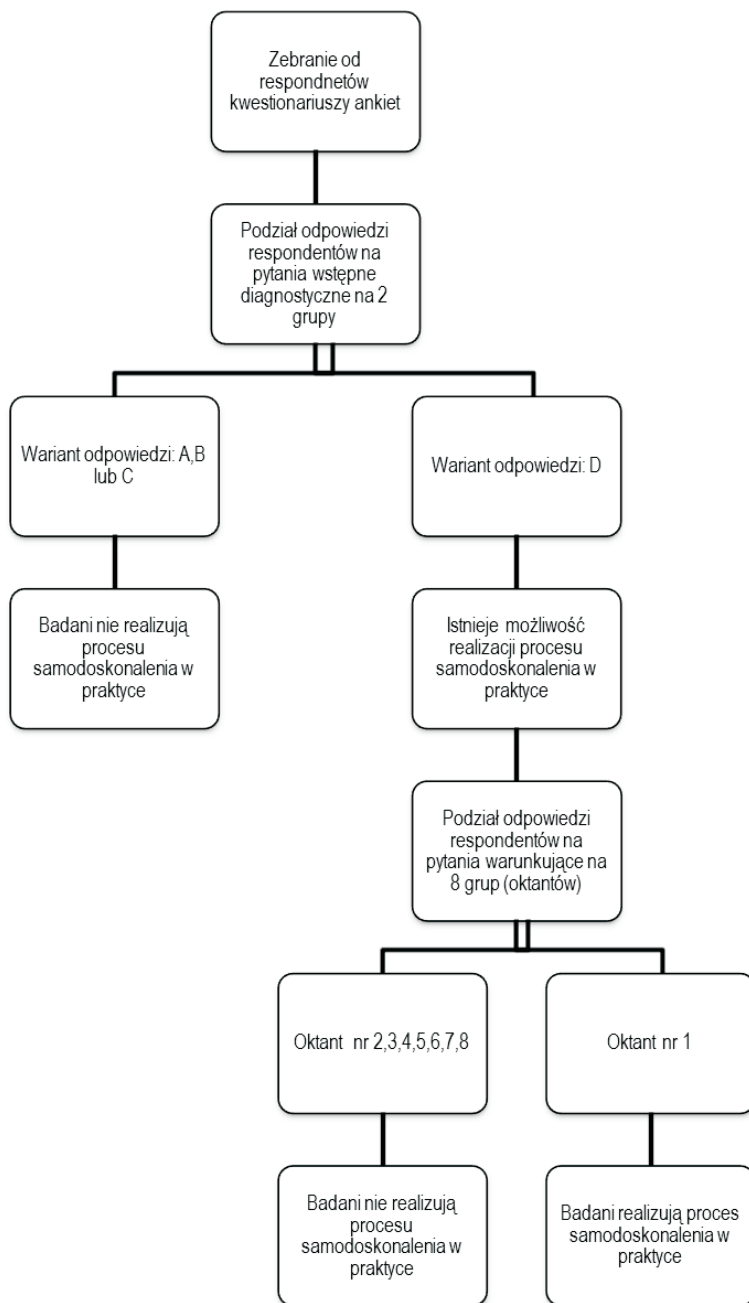 Zebranie od
respondnetów
kwestionariuszy ankiet
Podział odpowiedzi
respondentów na
pytania wstępne
diagnostyczne na 2
grupy
Wariant odpowiedzi: A,B
lub C
Wariant odpowiedzi: D
Badani nie realizują
procesu
samodoskonalenia w
praktyce
Istnieje możliwość
realizacji procesu
samodoskonalenia w
praktyce
Podział odpowiedzi
respondentów na
pytania warunkujące na
8 grup (oktantów)
Oktant nr 2,3,4,5,6,7,8
Oktant nr 1
Badani nie realizują
procesu
samodoskonalenia w
praktyce
Badani realizują proces
samodoskonalenia w
praktyce